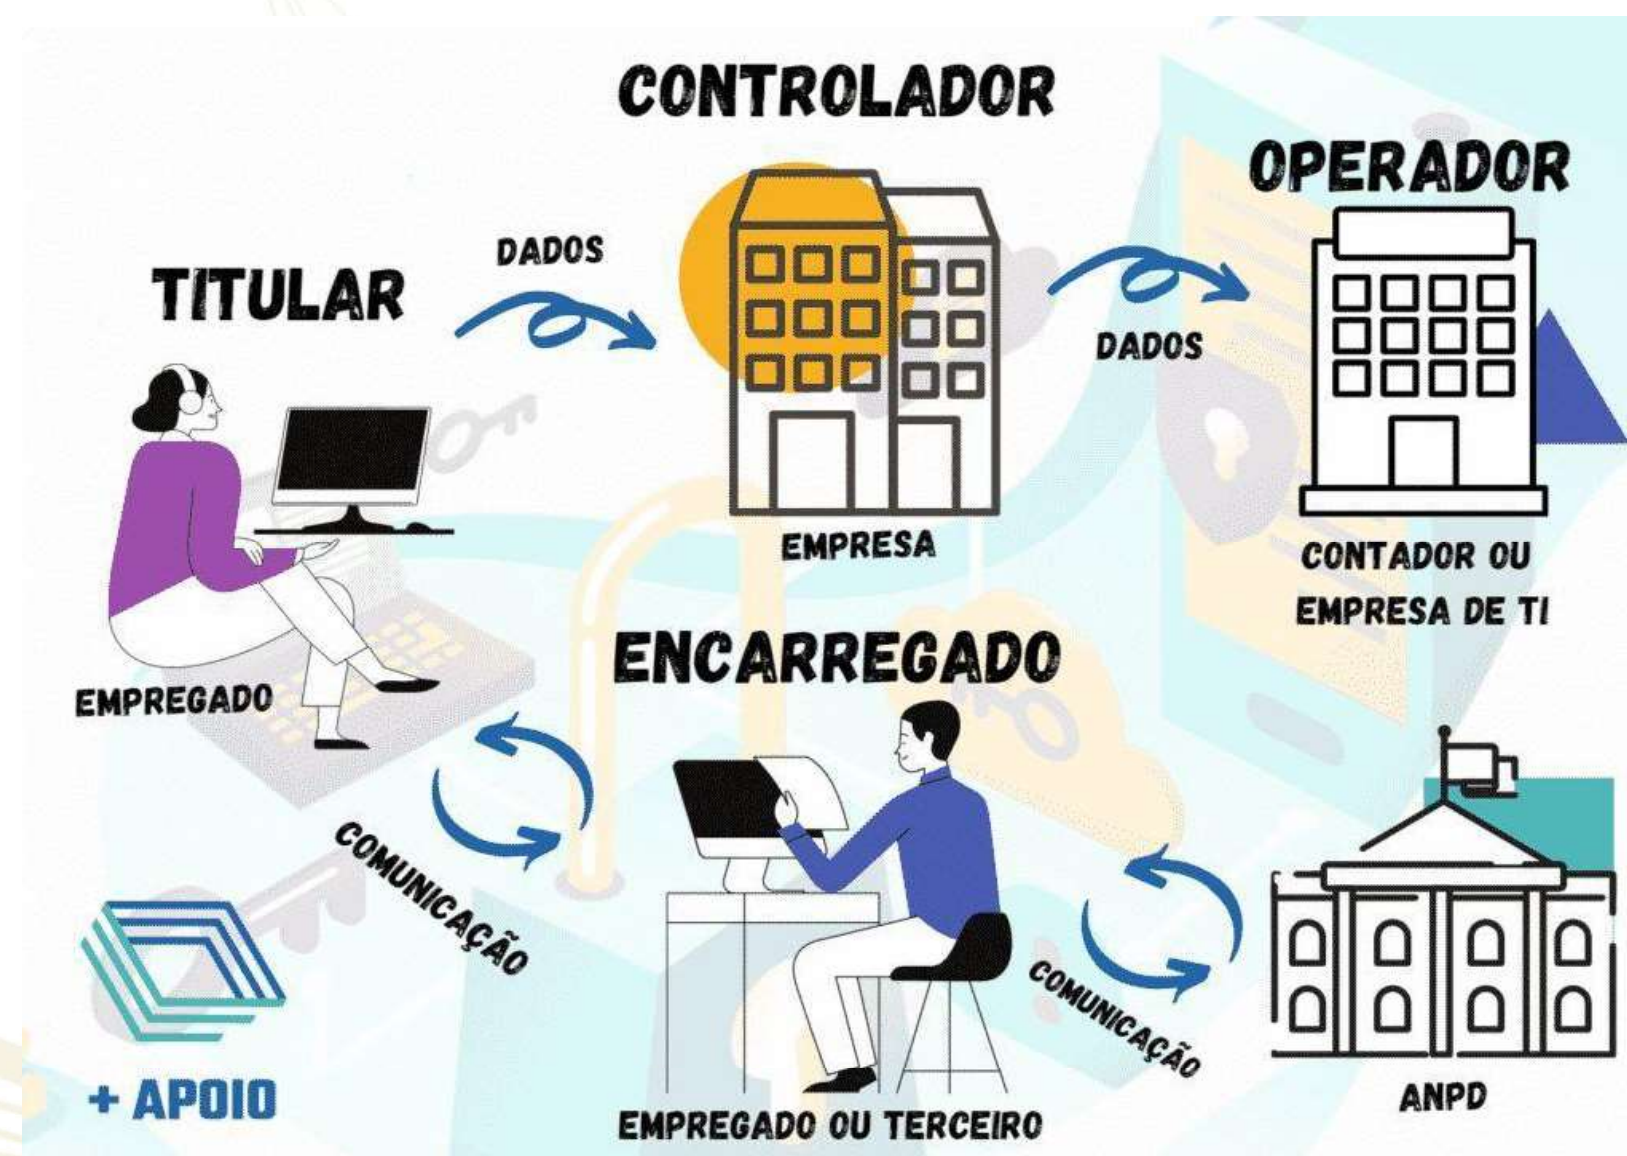 CONTROLADOR
OPERADOR
TITULAR
DADOS
DADOS
EMPRESA
CONTADOR OU
EMPRESA DE TI
EMPREGADO
ENCARREGADO
COMUNICAÇÃO
COMUNICAÇÃO
+ APOIO
EMPREGADO OU TERCEIRO
ANPD